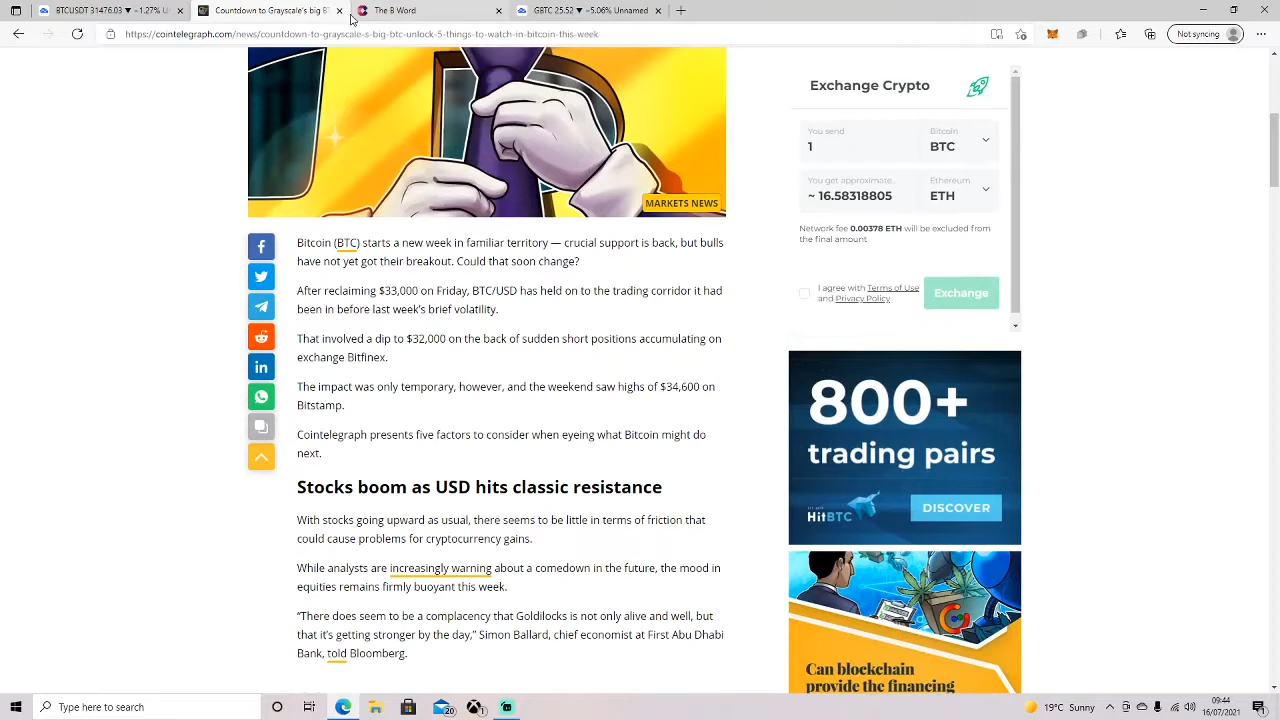 BTCUSD 31476.03 ▼ −1.27% U
Countdown to Grayscale's big BT
The B Word
GBTC 25.52 ▼ −5.06% Unnamed
https://cointelegraph.com/news/countdown-to-grayscale-s-big-btc-unlock-5-things-to-watch-in-bitcoin-this-week
Not syncing
MARKETS NEWS
Bitcoin (BTC) starts a new week in familiar territory — crucial support is back, but bulls
have not yet got their breakout. Could that soon change?
After reclaiming $33,000 on Friday, BTC/USD has held on to the trading corridor it had
been in before last week's brief volatility.
That involved a dip to $32,000 on the back of sudden short positions accumulating on
exchange Bitfinex.
The impact was only temporary, however, and the weekend saw highs of $34,600 on
Bitstamp.
Cointelegraph presents five factors to consider when eyeing what Bitcoin might do
next.
Stocks boom as USD hits classic resistance
With stocks going upward as usual, there seems to be little in terms of friction that
could cause problems for cryptocurrency gains.
While analysts are increasingly warning about a comedown in the future, the mood in
equities remains firmly buoyant this week.
“There does seem to be a complacency that Goldilocks is not only alive and well, but
that it's getting stronger by the day,” Simon Ballard, chief economist at First Abu Dhabi
Bank, told Bloomberg.
Exchange Crypto
You send
Bitcoin
1
BTC
You get approximate..
Ethereum
~ 16.58318805
ETH
Network fee 0.00378 ETH will be excluded from
the final amount
I agree with Terms of Use
and Privacy Policy
Exchange
800+
trading pairs
HitBTC
DISCOVER
Can blockchain
provide the financing
Type here to search
20
1
19°C Sunny
09:44
16/07/2021
1